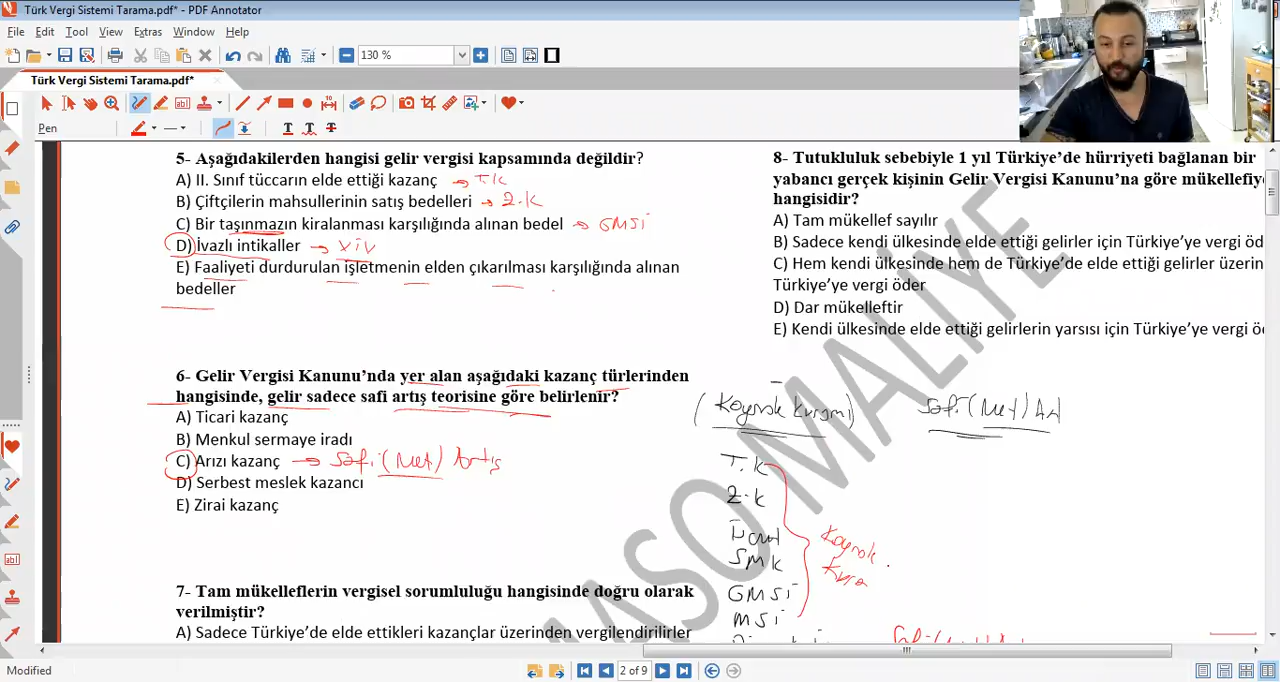 Türk Vergi Sistemi Tarama.pdf* - PDF Annotator
File Edit Tool View Extras Window Help
130 %
Türk Vergi Sistemi Tarama.pdf*
Pen
5- Aşağıdakilerden hangisi gelir vergisi kapsamında değildir?
A) II. Sınıf tüccarın elde ettiği kazanç → T.K
B) Çiftçilerin mahsullerinin satış bedelleri → Z.K
C) Bir taşınmazın kiralanması karşılığında alınan bedel → GMSİ
D) İvazlı intikaller → VİV
E) Faaliyeti durdurulan işletmenin elden çıkarılması karşılığında alınan
bedeller
6- Gelir Vergisi Kanunu’nda yer alan aşağıdaki kazanç türlerinden
hangisinde, gelir sadece safi artış teorisine göre belirlenir?
A) Ticari kazanç
B) Menkul sermaye iradı
C) Arızi kazanç → Safi (Net) Artış
D) Serbest meslek kazancı
E) Zirai kazanç
7- Tam mükelleflerin vergisel sorumluluğu hangisinde doğru olarak
verilmiştir?
A) Sadece Türkiye’de elde ettikleri kazançlar üzerinden vergilendirilirler
8- Tutukluluk sebebiyle 1 yıl Türkiye’de hürriyeti bağlanan bir
yabancı gerçek kişinin Gelir Vergisi Kanunu’na göre mükellefiye
hangisidir?
A) Tam mükellef sayılır
B) Sadece kendi ülkesinde elde ettiği gelirler için Türkiye’ye vergi öd
C) Hem kendi ülkesinde hem de Türkiye’de elde ettiği gelirler üzerin
Türkiye’ye vergi öder
D) Dar mükelleftir
E) Kendi ülkesinde elde ettiği gelirlerin yarsısı için Türkiye’ye vergi ö
(Kaynak Kuramı) Safi (Net) Art
T.K
Z.K
Ücret
SMK
GMSİ
MSİ
Kaynak
Kura
MASO MALİYE
Modified
2 of 9